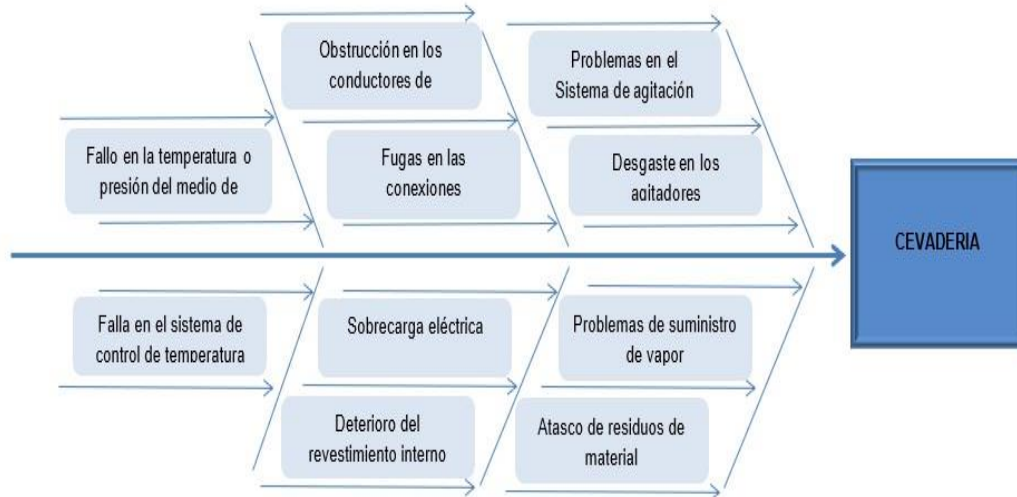 Obstrucción en los
conductores de
Problemas en el
Sistema de agitación
Fallo en la temperatura o
presión del medio de
Fugas en las
conexiones
Desgaste en los
agitadores
CEVADERIA
Falla en el sistema de
control de temperatura
Sobrecarga eléctrica
Problemas de suministro
de vapor
Deterioro del
revestimiento interno
Atasco de residuos de
material